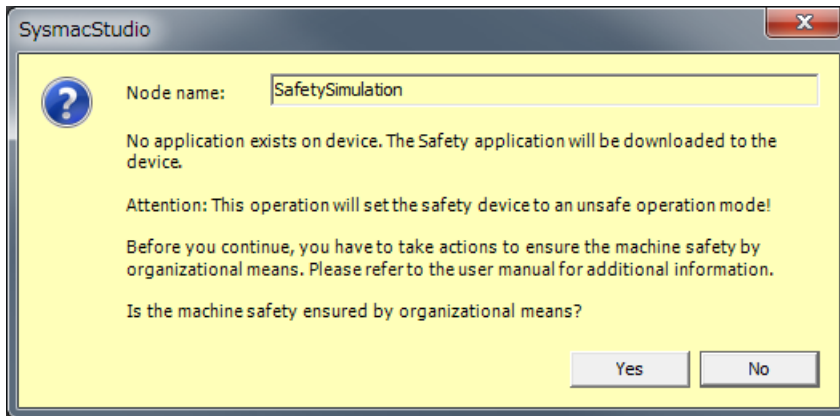 SysmacStudio
Node name: SafetySimulation
No application exists on device. The Safety application will be downloaded to the
device.
Attention: This operation will set the safety device to an unsafe operation mode!
Before you continue, you have to take actions to ensure the machine safety by
organizational means. Please refer to the user manual for additional information.
Is the machine safety ensured by organizational means?
Yes No